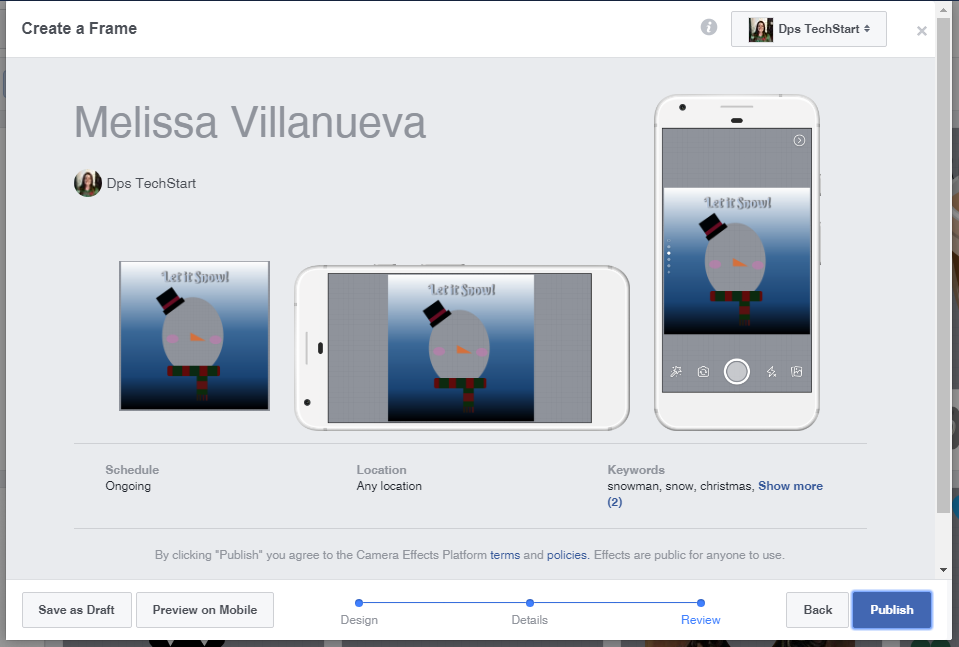 Create a Frame
Dps TechStart
Melissa Villanueva
Dps TechStart
Let it Snow!
Let it Snow!
Let it Snow!
Schedule
Ongoing
Location
Any location
Keywords
snowman, snow, christmas, Show more
(2)
By clicking "Publish" you agree to the Camera Effects Platform terms and policies. Effects are public for anyone to use.
Save as Draft
Preview on Mobile
Design
Details
Review
Back
Publish